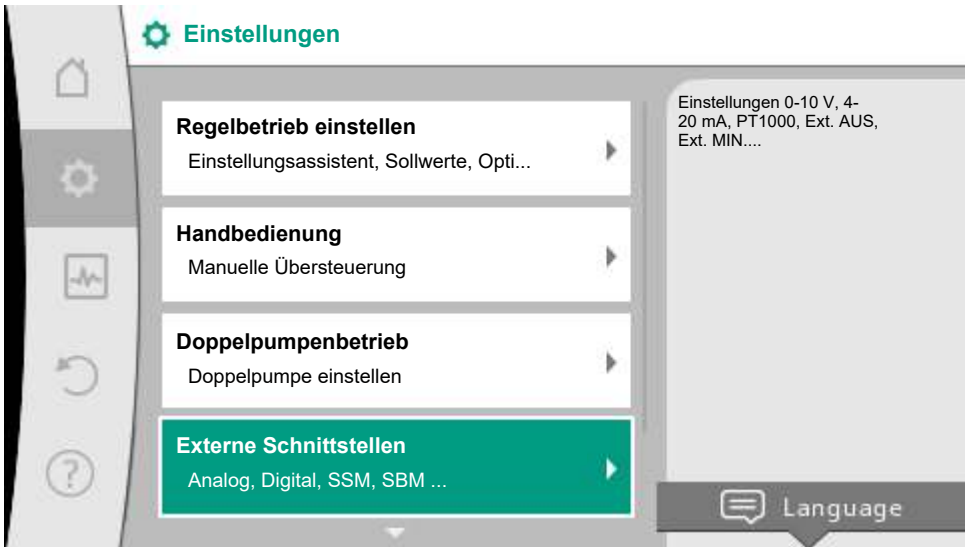 Einstellungen
Regelbetrieb einstellen
Einstellungsassistent, Sollwerte, Opti...
Handbedienung
Manuelle Übersteuerung
Doppelpumpenbetrieb
Doppelpumpe einstellen
Externe Schnittstellen
Analog, Digital, SSM, SBM ...
Einstellungen 0-10 V, 4-
20 mA, PT1000, Ext. AUS,
Ext. MIN....
Language